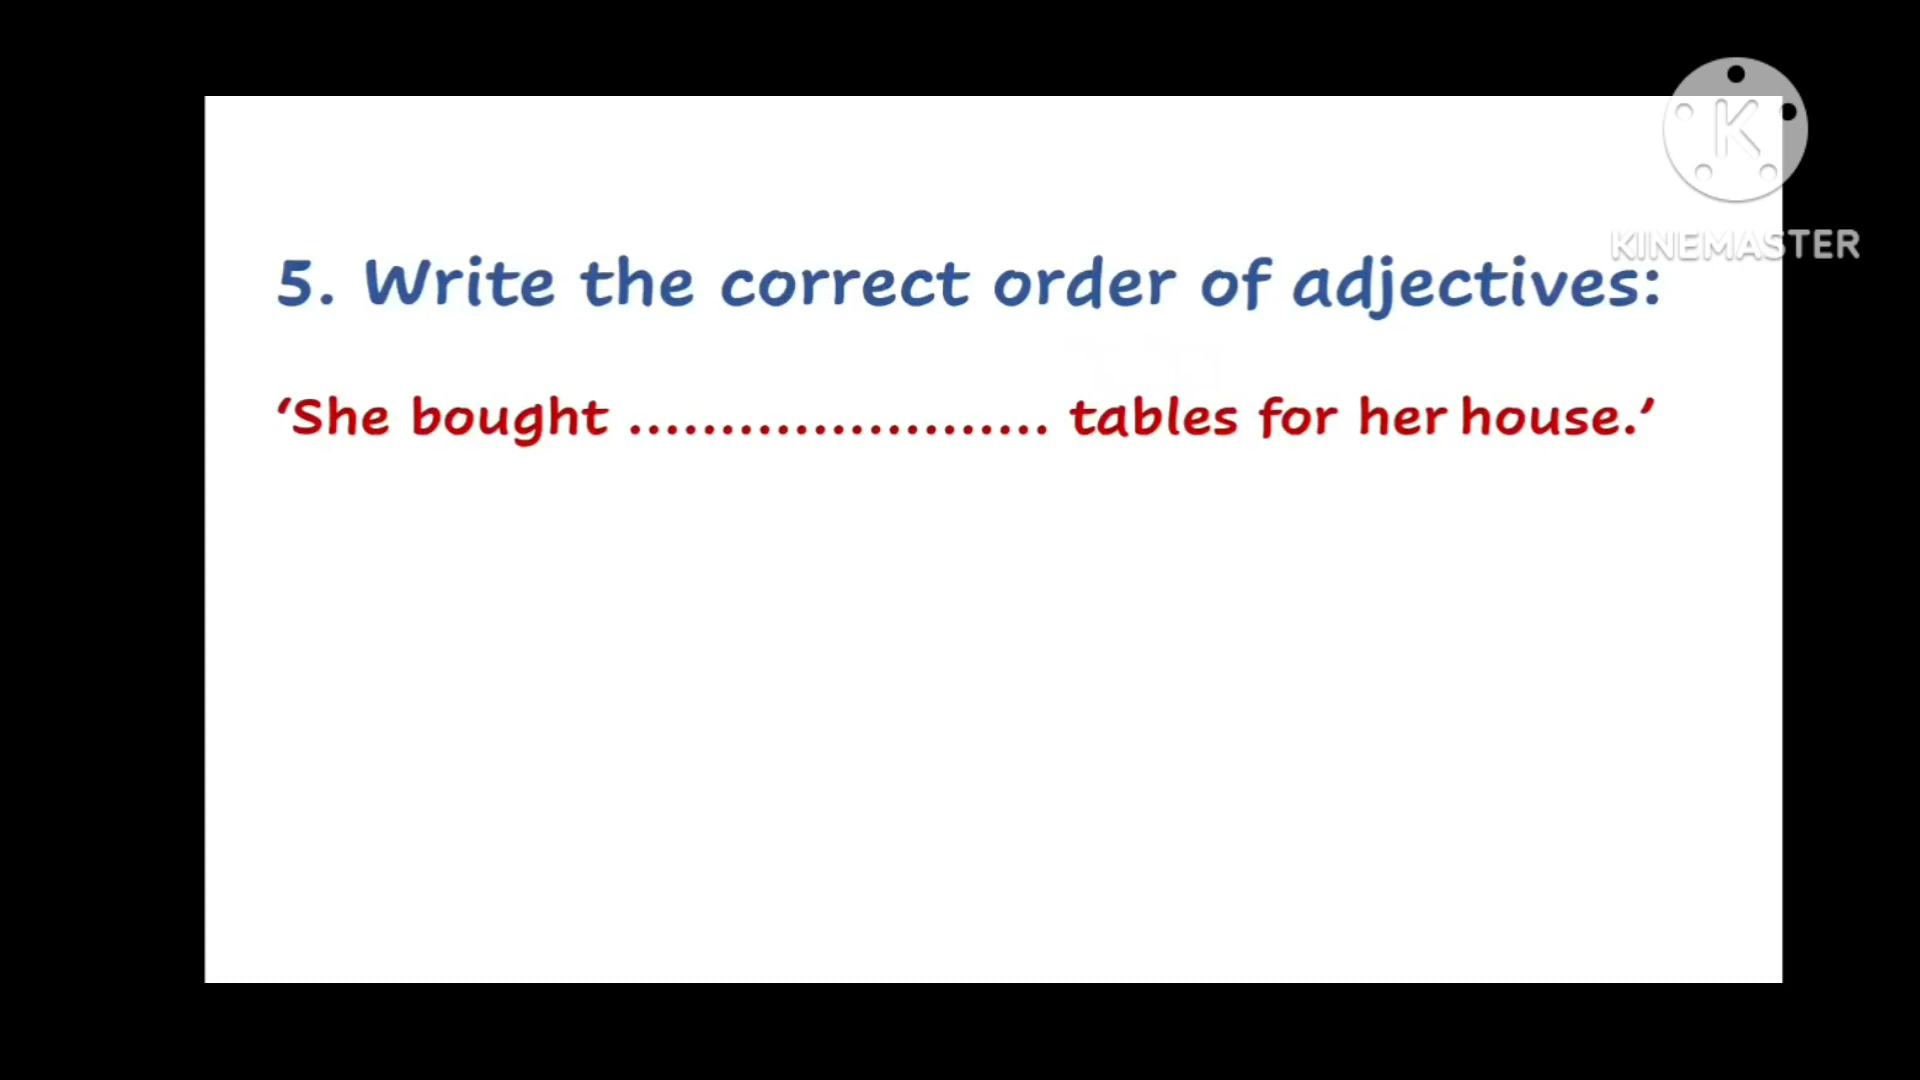 K
KINEMASTER
5. Write the correct order of adjectives:
‘She bought ....................... tables for her house.’